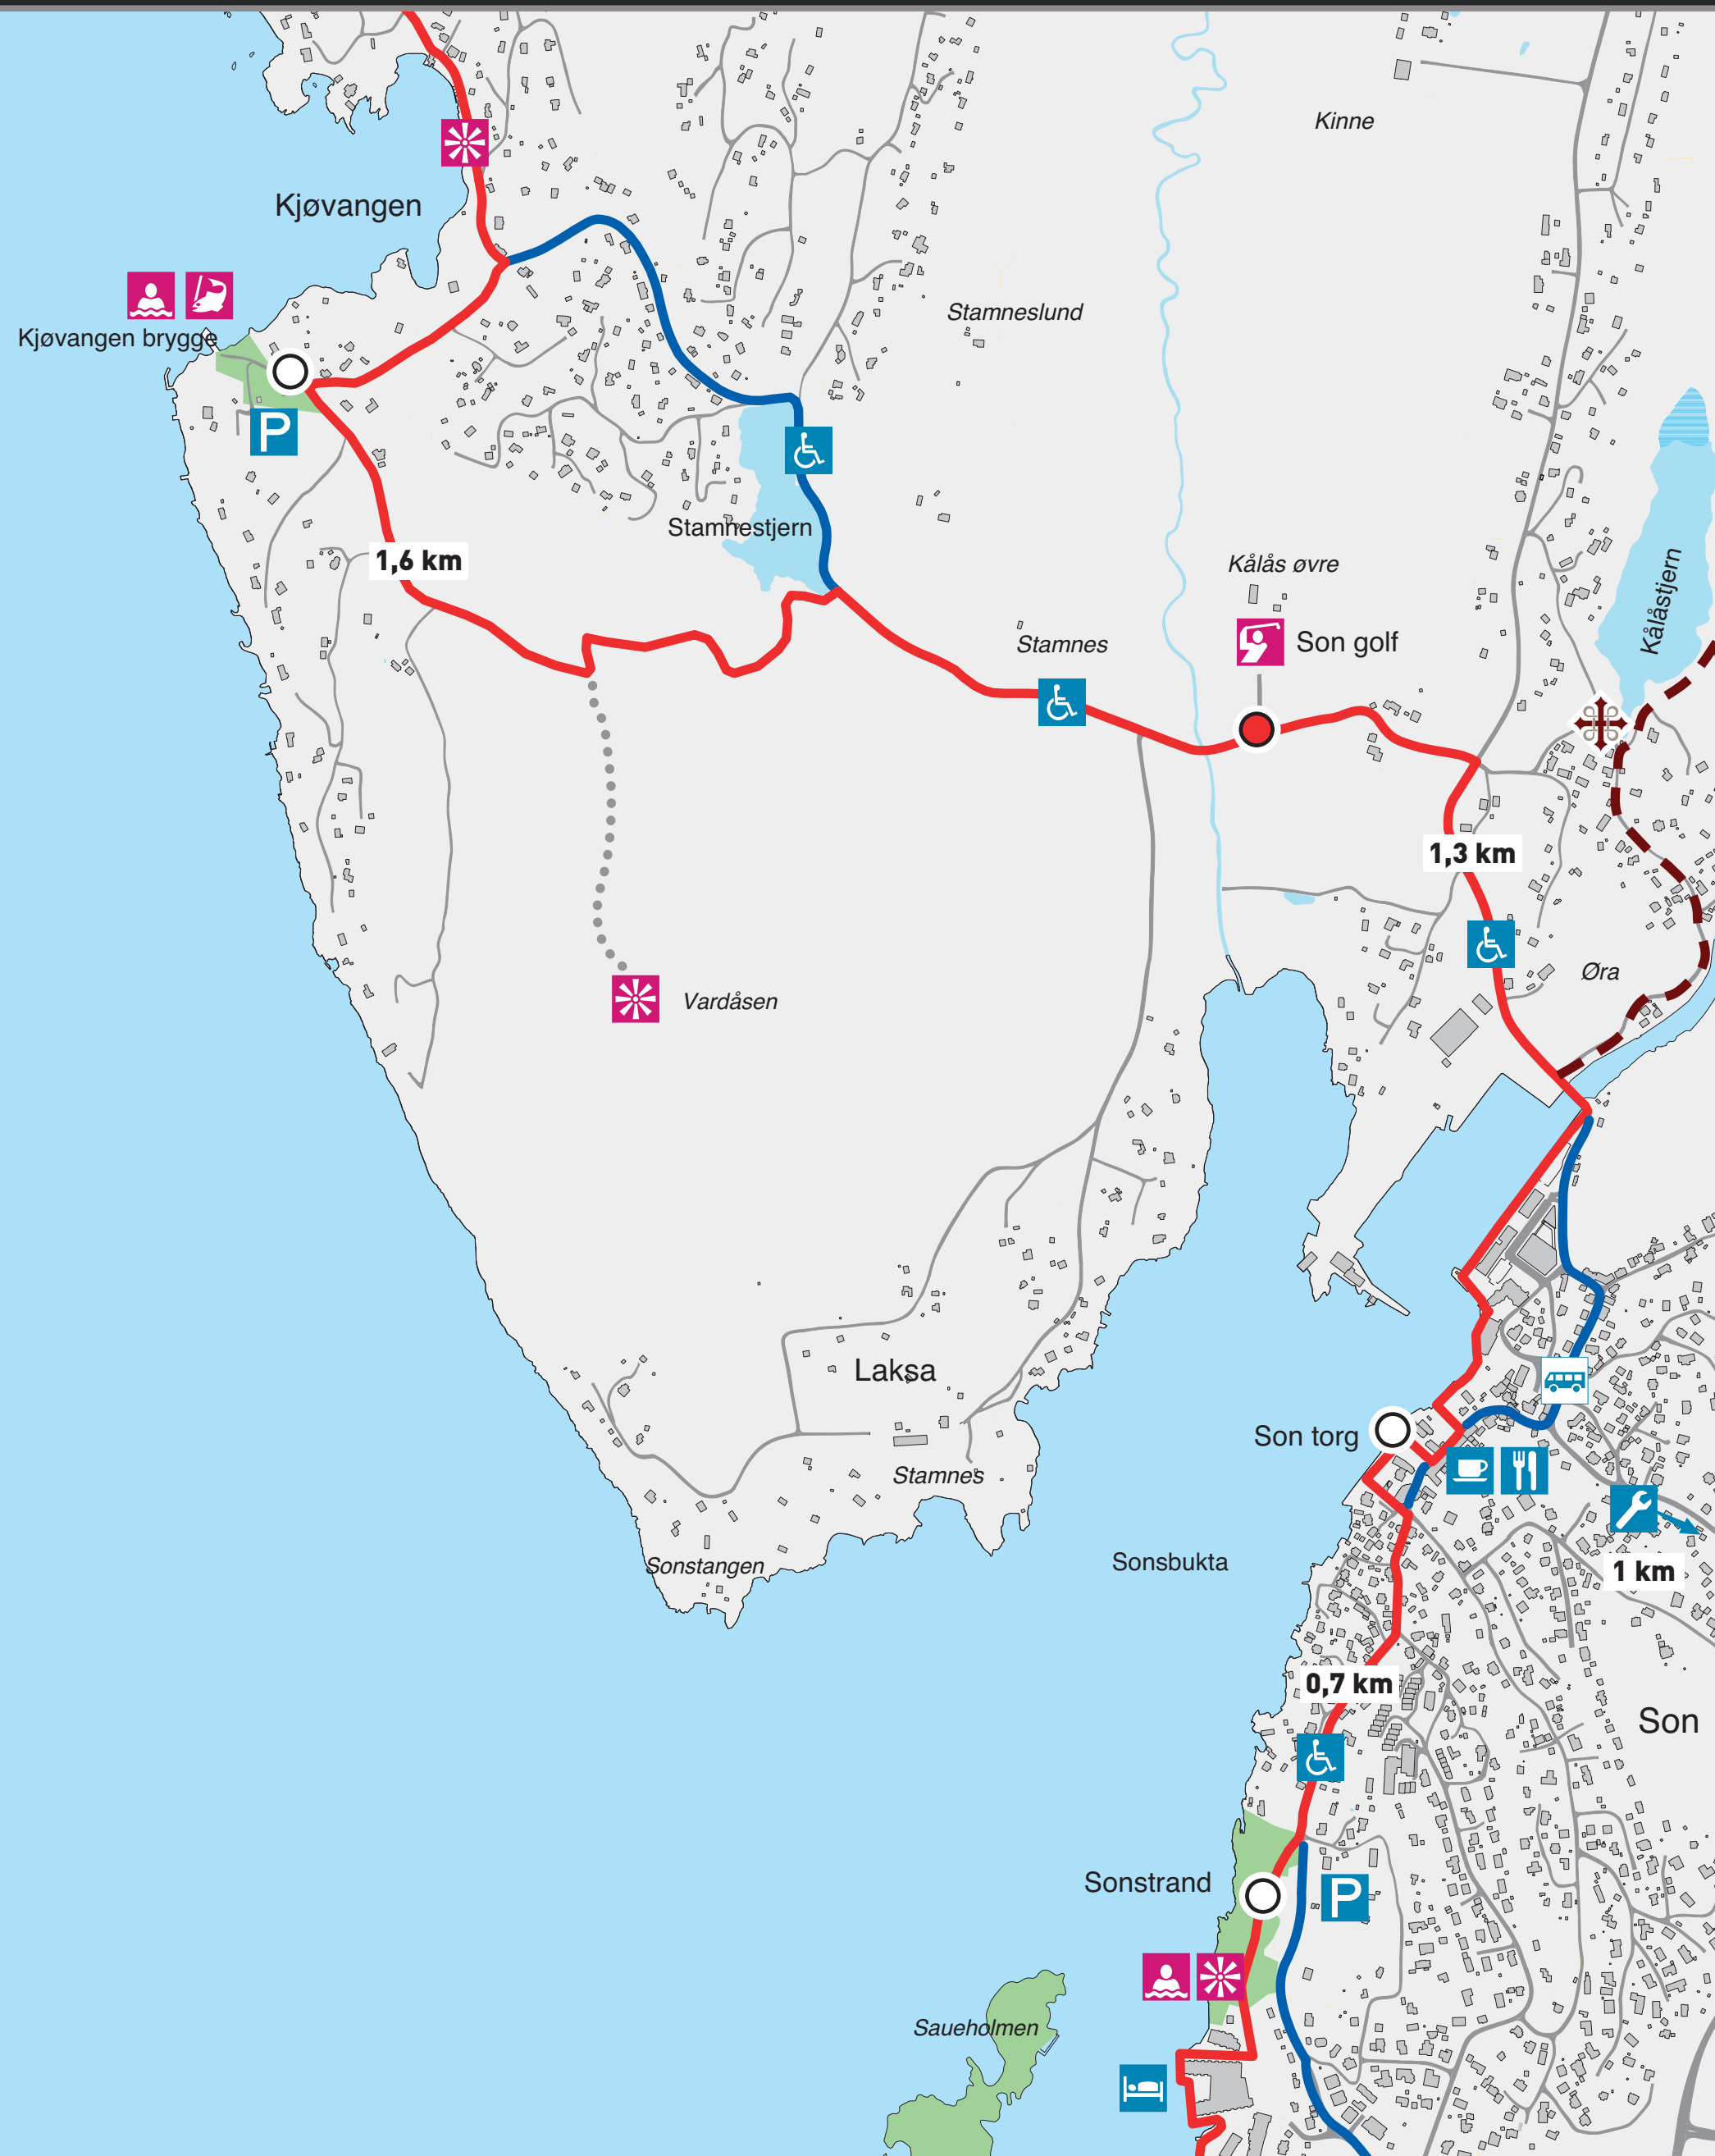 Kinne
Kjøvangen
Stamneslund
Kjøvangen brygge
P
Stamnestjern
1,6 km
Kålås øvre
Kålåstjern
Stamnes
Son golf
1,3 km
Øra
Vardåsen
Laksa
Son torg
Stamnes
Sonstangen
Sonsbukta
1 km
0,7 km
Son
Sonstrand
P
Saueholmen